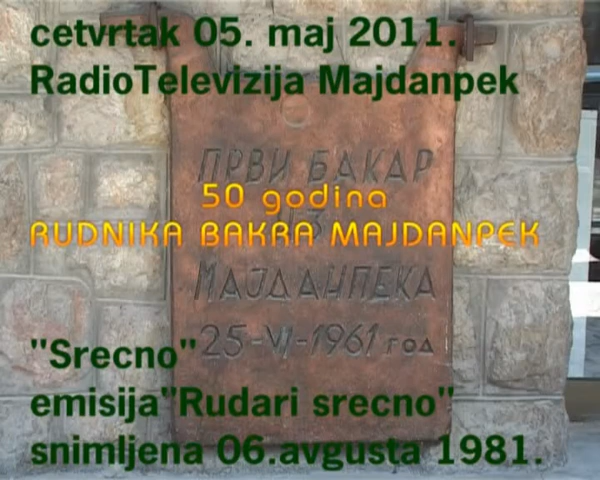 cetvrtak 05. maj 2011.
RadioTelevizija Majdanpek
ПРВИ БАКАР
50 godina
ИЗ
RUDNIKA BAKRA MAJDANPEK
МАЈДАНПЕКА
25-VI-1961 год
"Srecno"
emisija"Rudari srecno"
snimljena 06.avgusta 1981.